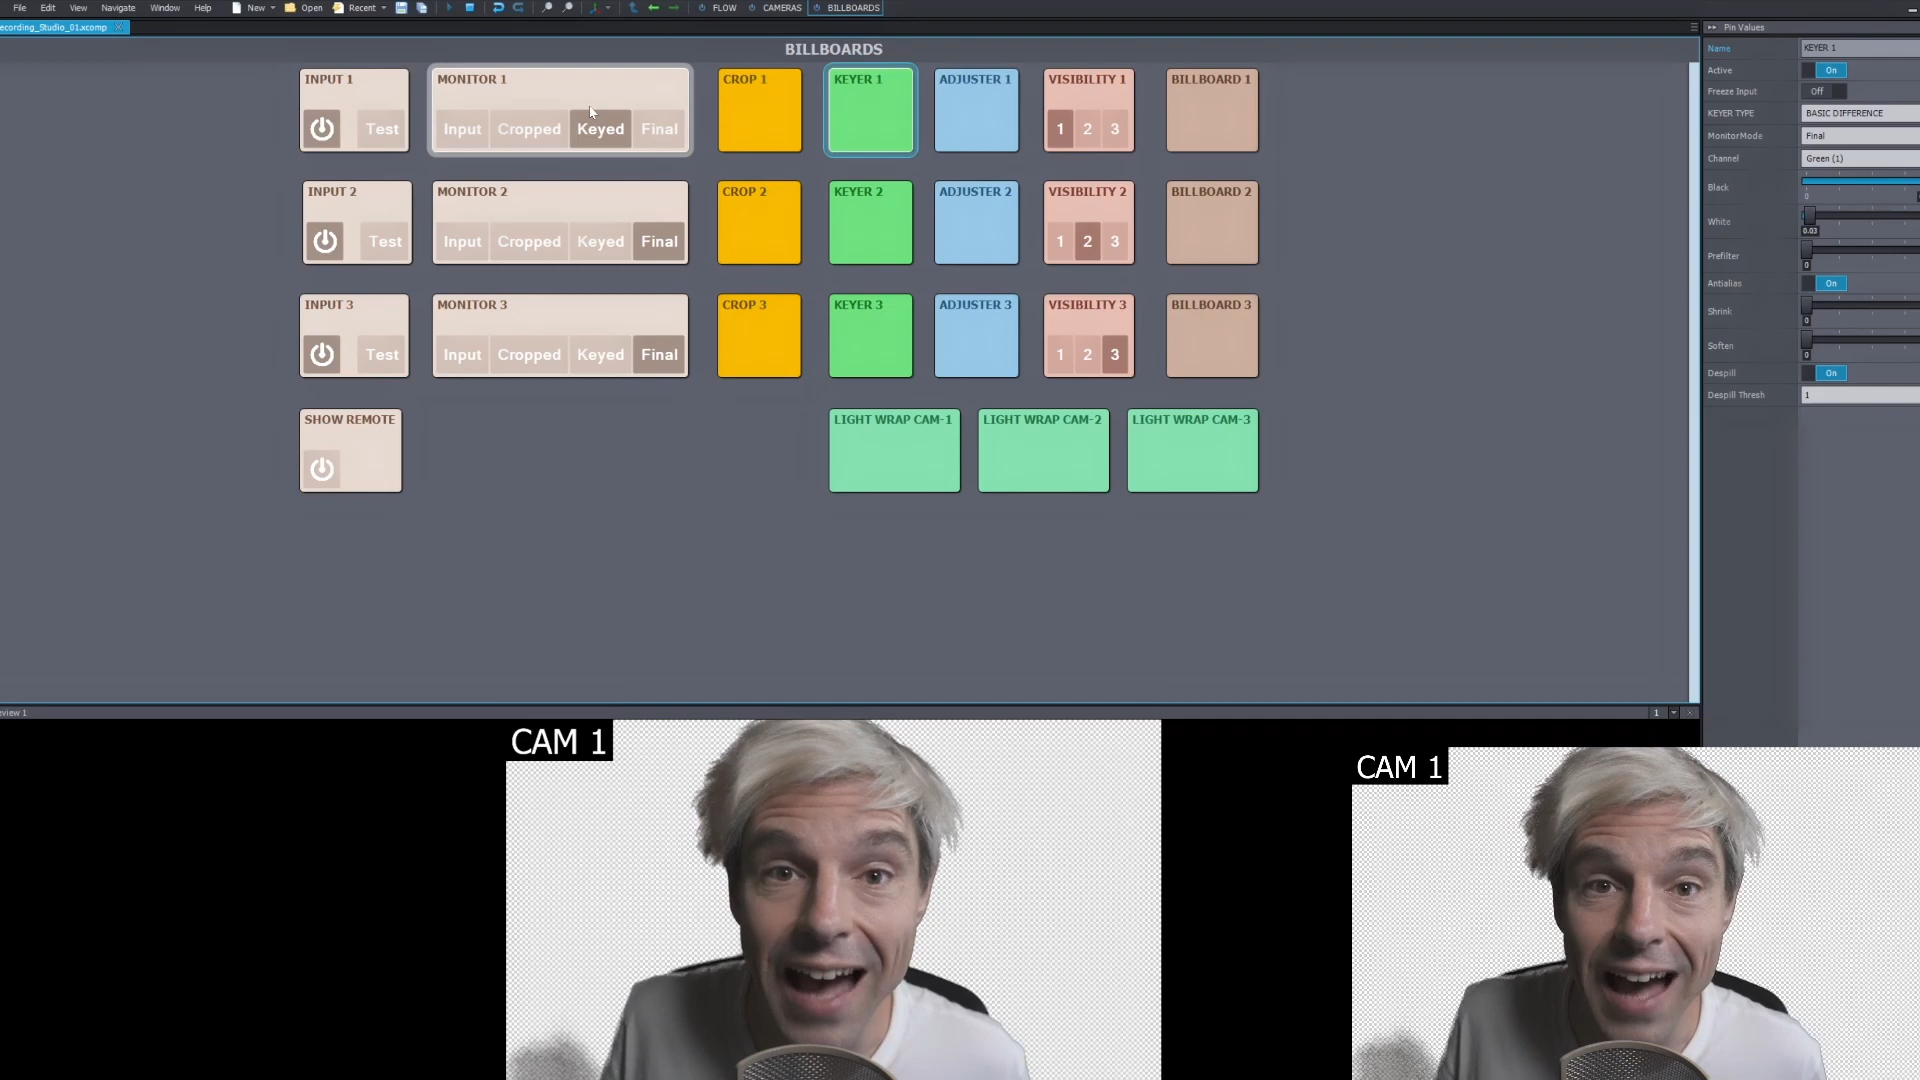 File Edit View Navigate Window Help New Open Recent FLOW CAMERAS BILLBOARDS
ecording_Studio_01.xcomp
BILLBOARDS
INPUT 1
Test
MONITOR 1
Input Cropped Keyed Final
CROP 1
KEYER 1
ADJUSTER 1
VISIBILITY 1
1 2 3
BILLBOARD 1
INPUT 2
Test
MONITOR 2
Input Cropped Keyed Final
CROP 2
KEYER 2
ADJUSTER 2
VISIBILITY 2
1 2 3
BILLBOARD 2
INPUT 3
Test
MONITOR 3
Input Cropped Keyed Final
CROP 3
KEYER 3
ADJUSTER 3
VISIBILITY 3
1 2 3
BILLBOARD 3
SHOW REMOTE
LIGHT WRAP CAM-1
LIGHT WRAP CAM-2
LIGHT WRAP CAM-3
Pin Values
Name KEYER 1
Active On
Freeze Input Off
KEYER TYPE BASIC DIFFERENCE
MonitorMode Final
Channel Green (1)
Black
0
White
0.03
Prefilter
0
Antialias On
Shrink
0
Soften
0
Despill On
Despill Thresh 1
eview 1
1
CAM 1
CAM 1